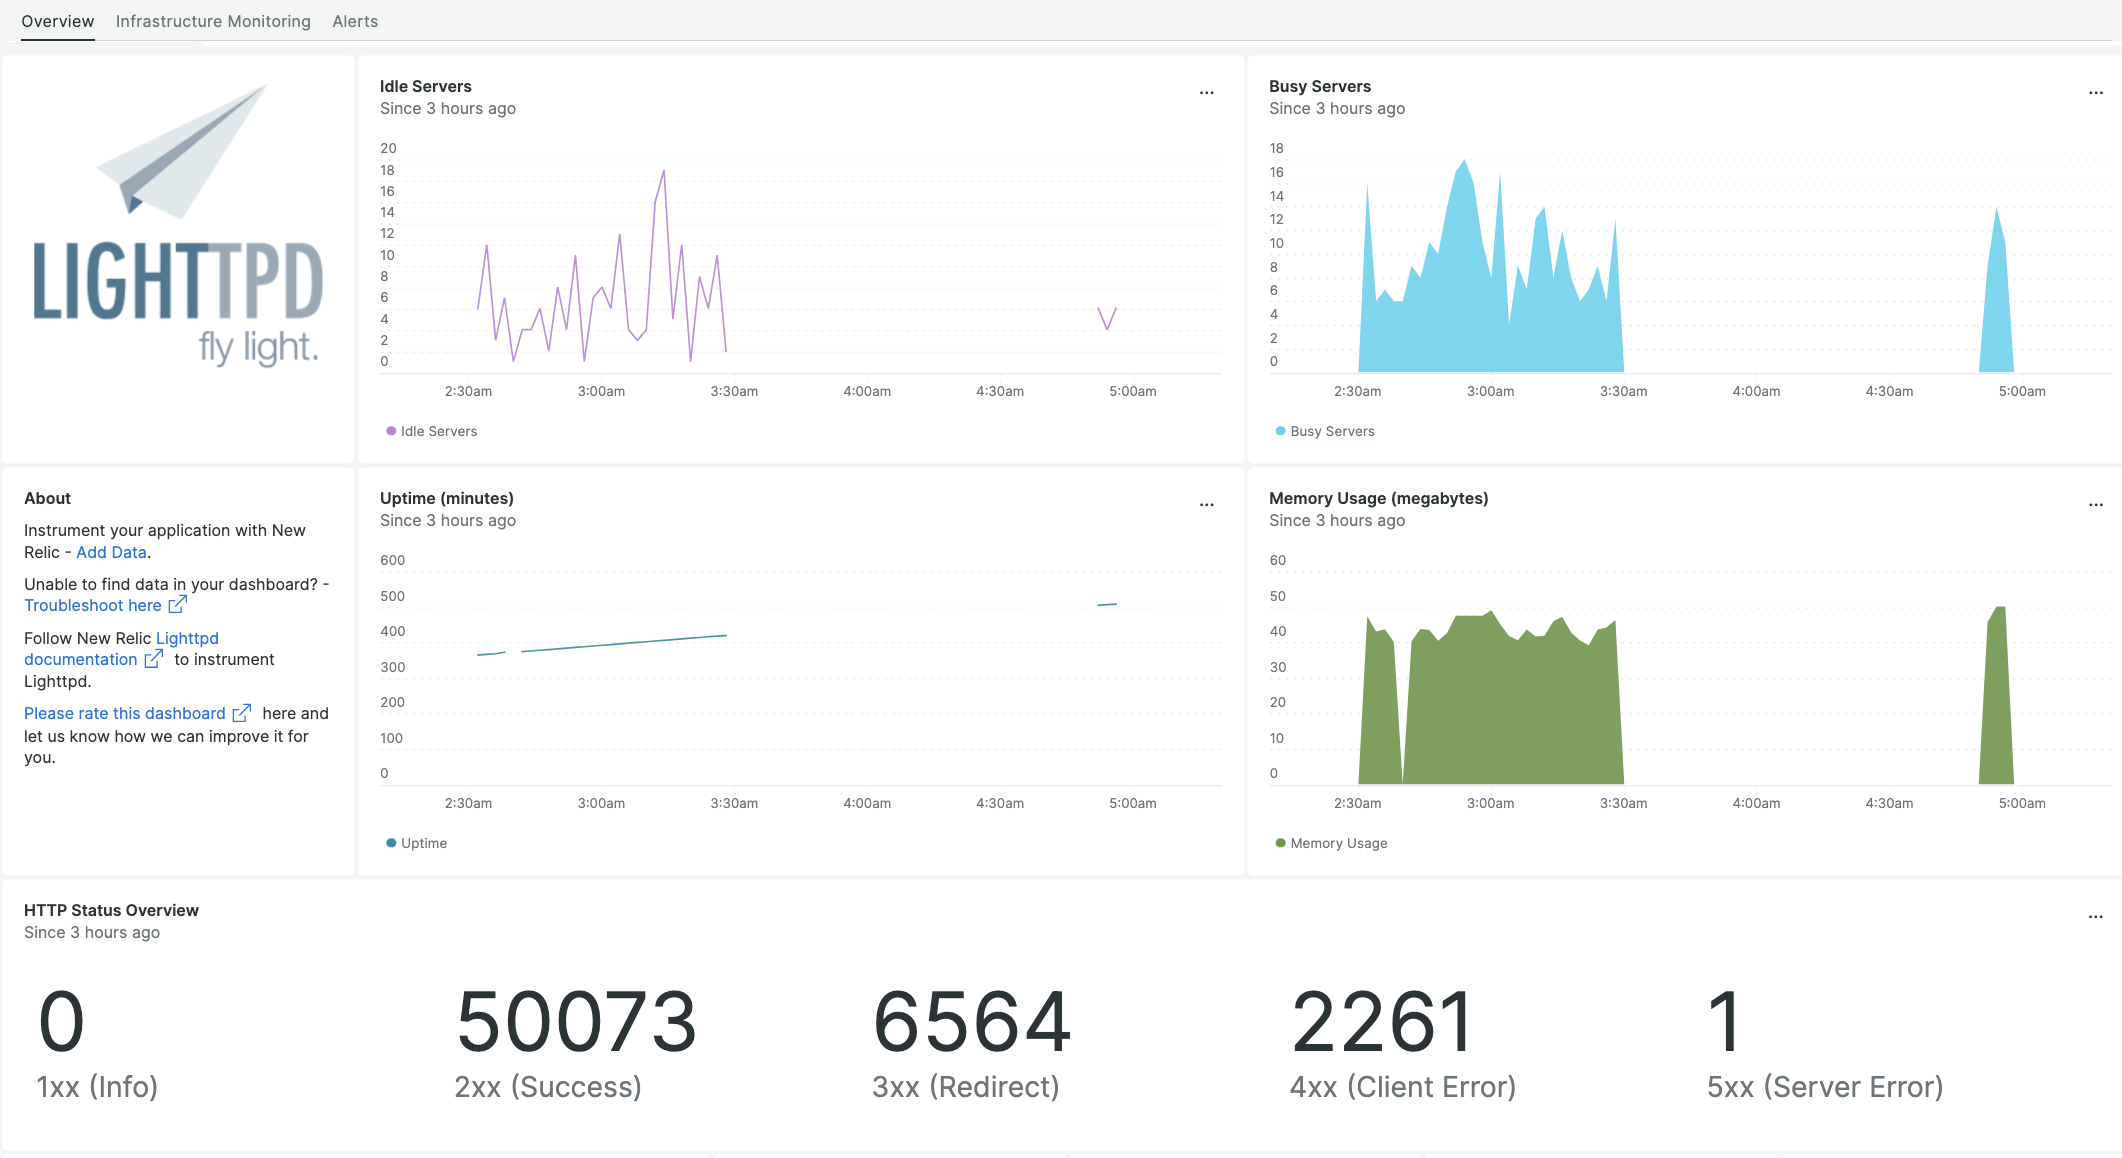 Overview Infrastructure Monitoring Alerts
LIGHTTPD
fly light.
Idle Servers
Since 3 hours ago
...
20
18
16
14
12
10
8
6
4
2
0
2:30am 3:00am 3:30am 4:00am 4:30am 5:00am
Idle Servers
Busy Servers
Since 3 hours ago
...
18
16
14
12
10
8
6
4
2
0
2:30am 3:00am 3:30am 4:00am 4:30am 5:00am
Busy Servers
About
Instrument your application with New
Relic - Add Data.
Unable to find data in your dashboard? -
Troubleshoot here
Follow New Relic Lighttpd
documentation to instrument
Lighttpd.
Please rate this dashboard here and
let us know how we can improve it for
you.
Uptime (minutes)
Since 3 hours ago
...
600
500
400
300
200
100
0
2:30am 3:00am 3:30am 4:00am 4:30am 5:00am
Uptime
Memory Usage (megabytes)
Since 3 hours ago
...
60
50
40
30
20
10
0
2:30am 3:00am 3:30am 4:00am 4:30am 5:00am
Memory Usage
HTTP Status Overview
Since 3 hours ago
...
0 50073 6564 2261 1
1xx (Info) 2xx (Success) 3xx (Redirect) 4xx (Client Error) 5xx (Server Error)